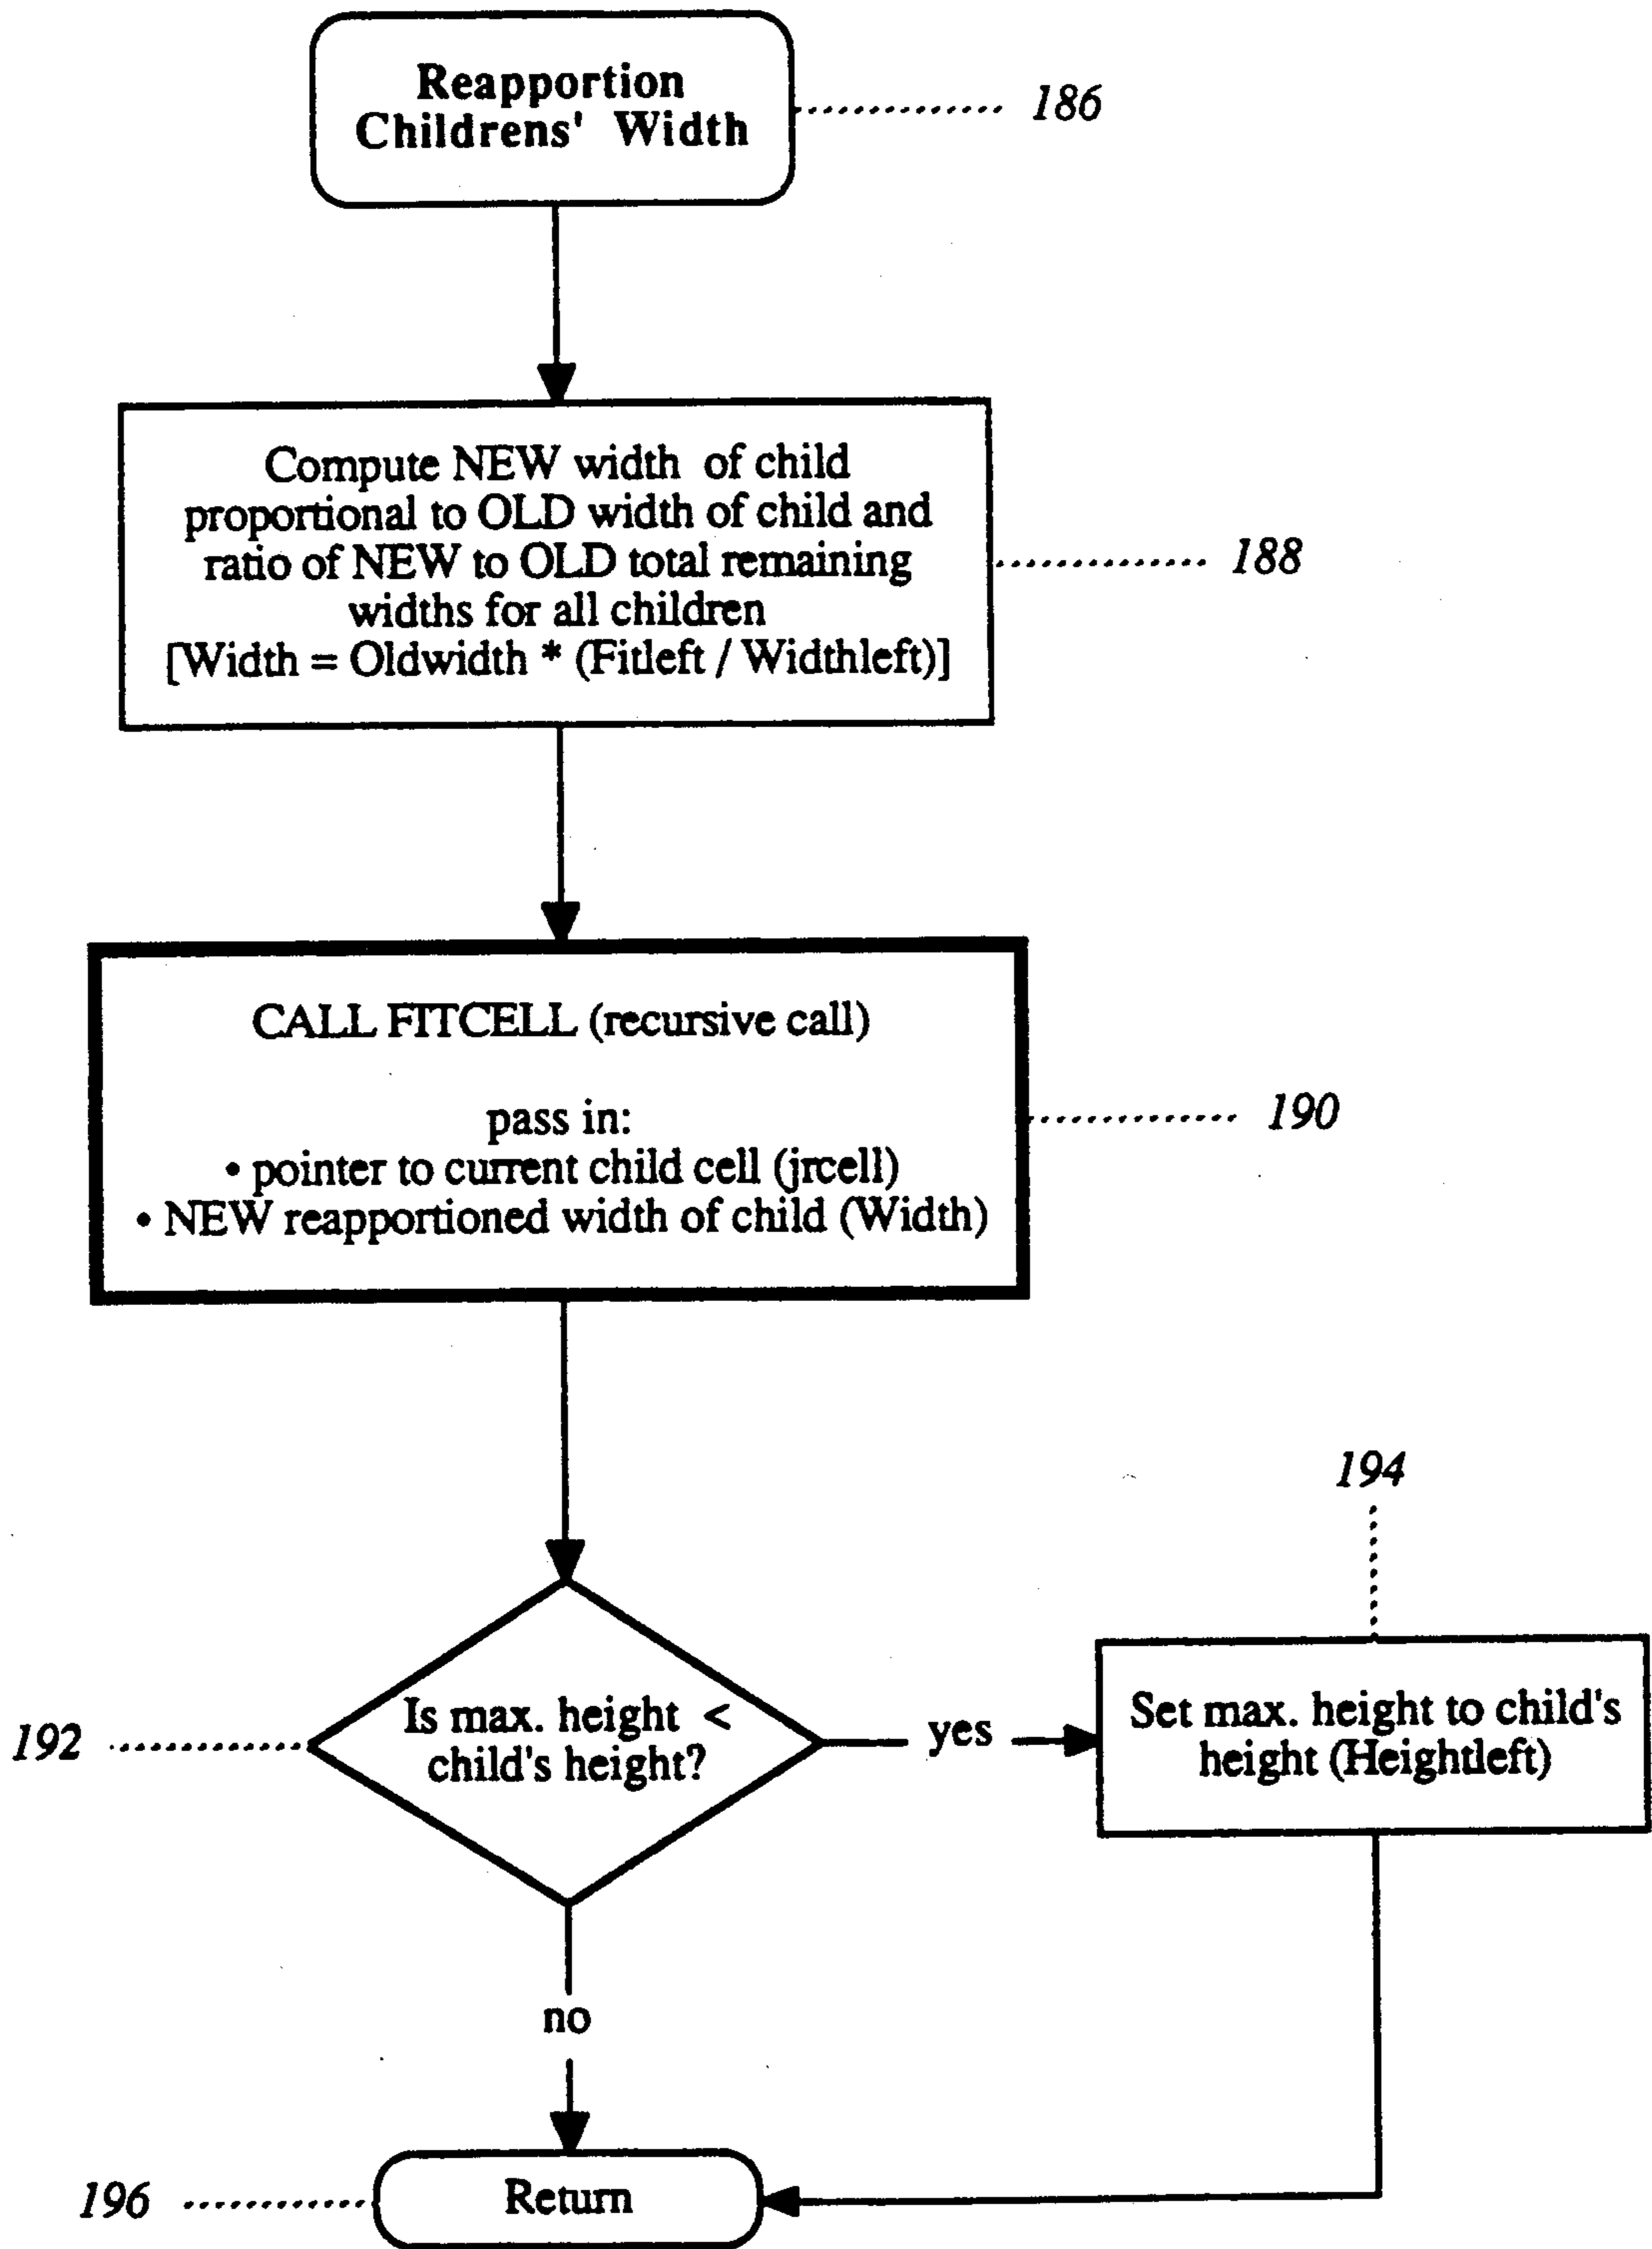 Reapportion
Childrens' Width
186
Compute NEW width of child
proportional to OLD width of child and
ratio of NEW to OLD total remaining
widths for all children
[Width = Oldwidth * (Fitleft / Widthleft)]
188
CALL FITCELL (recursive call)
pass in:
• pointer to current child cell (jrcell)
• NEW reapportioned width of child (Width)
190
194
192
Is max. height <
child's height?
yes
Set max. height to child's
height (Heightleft)
no
196
Return